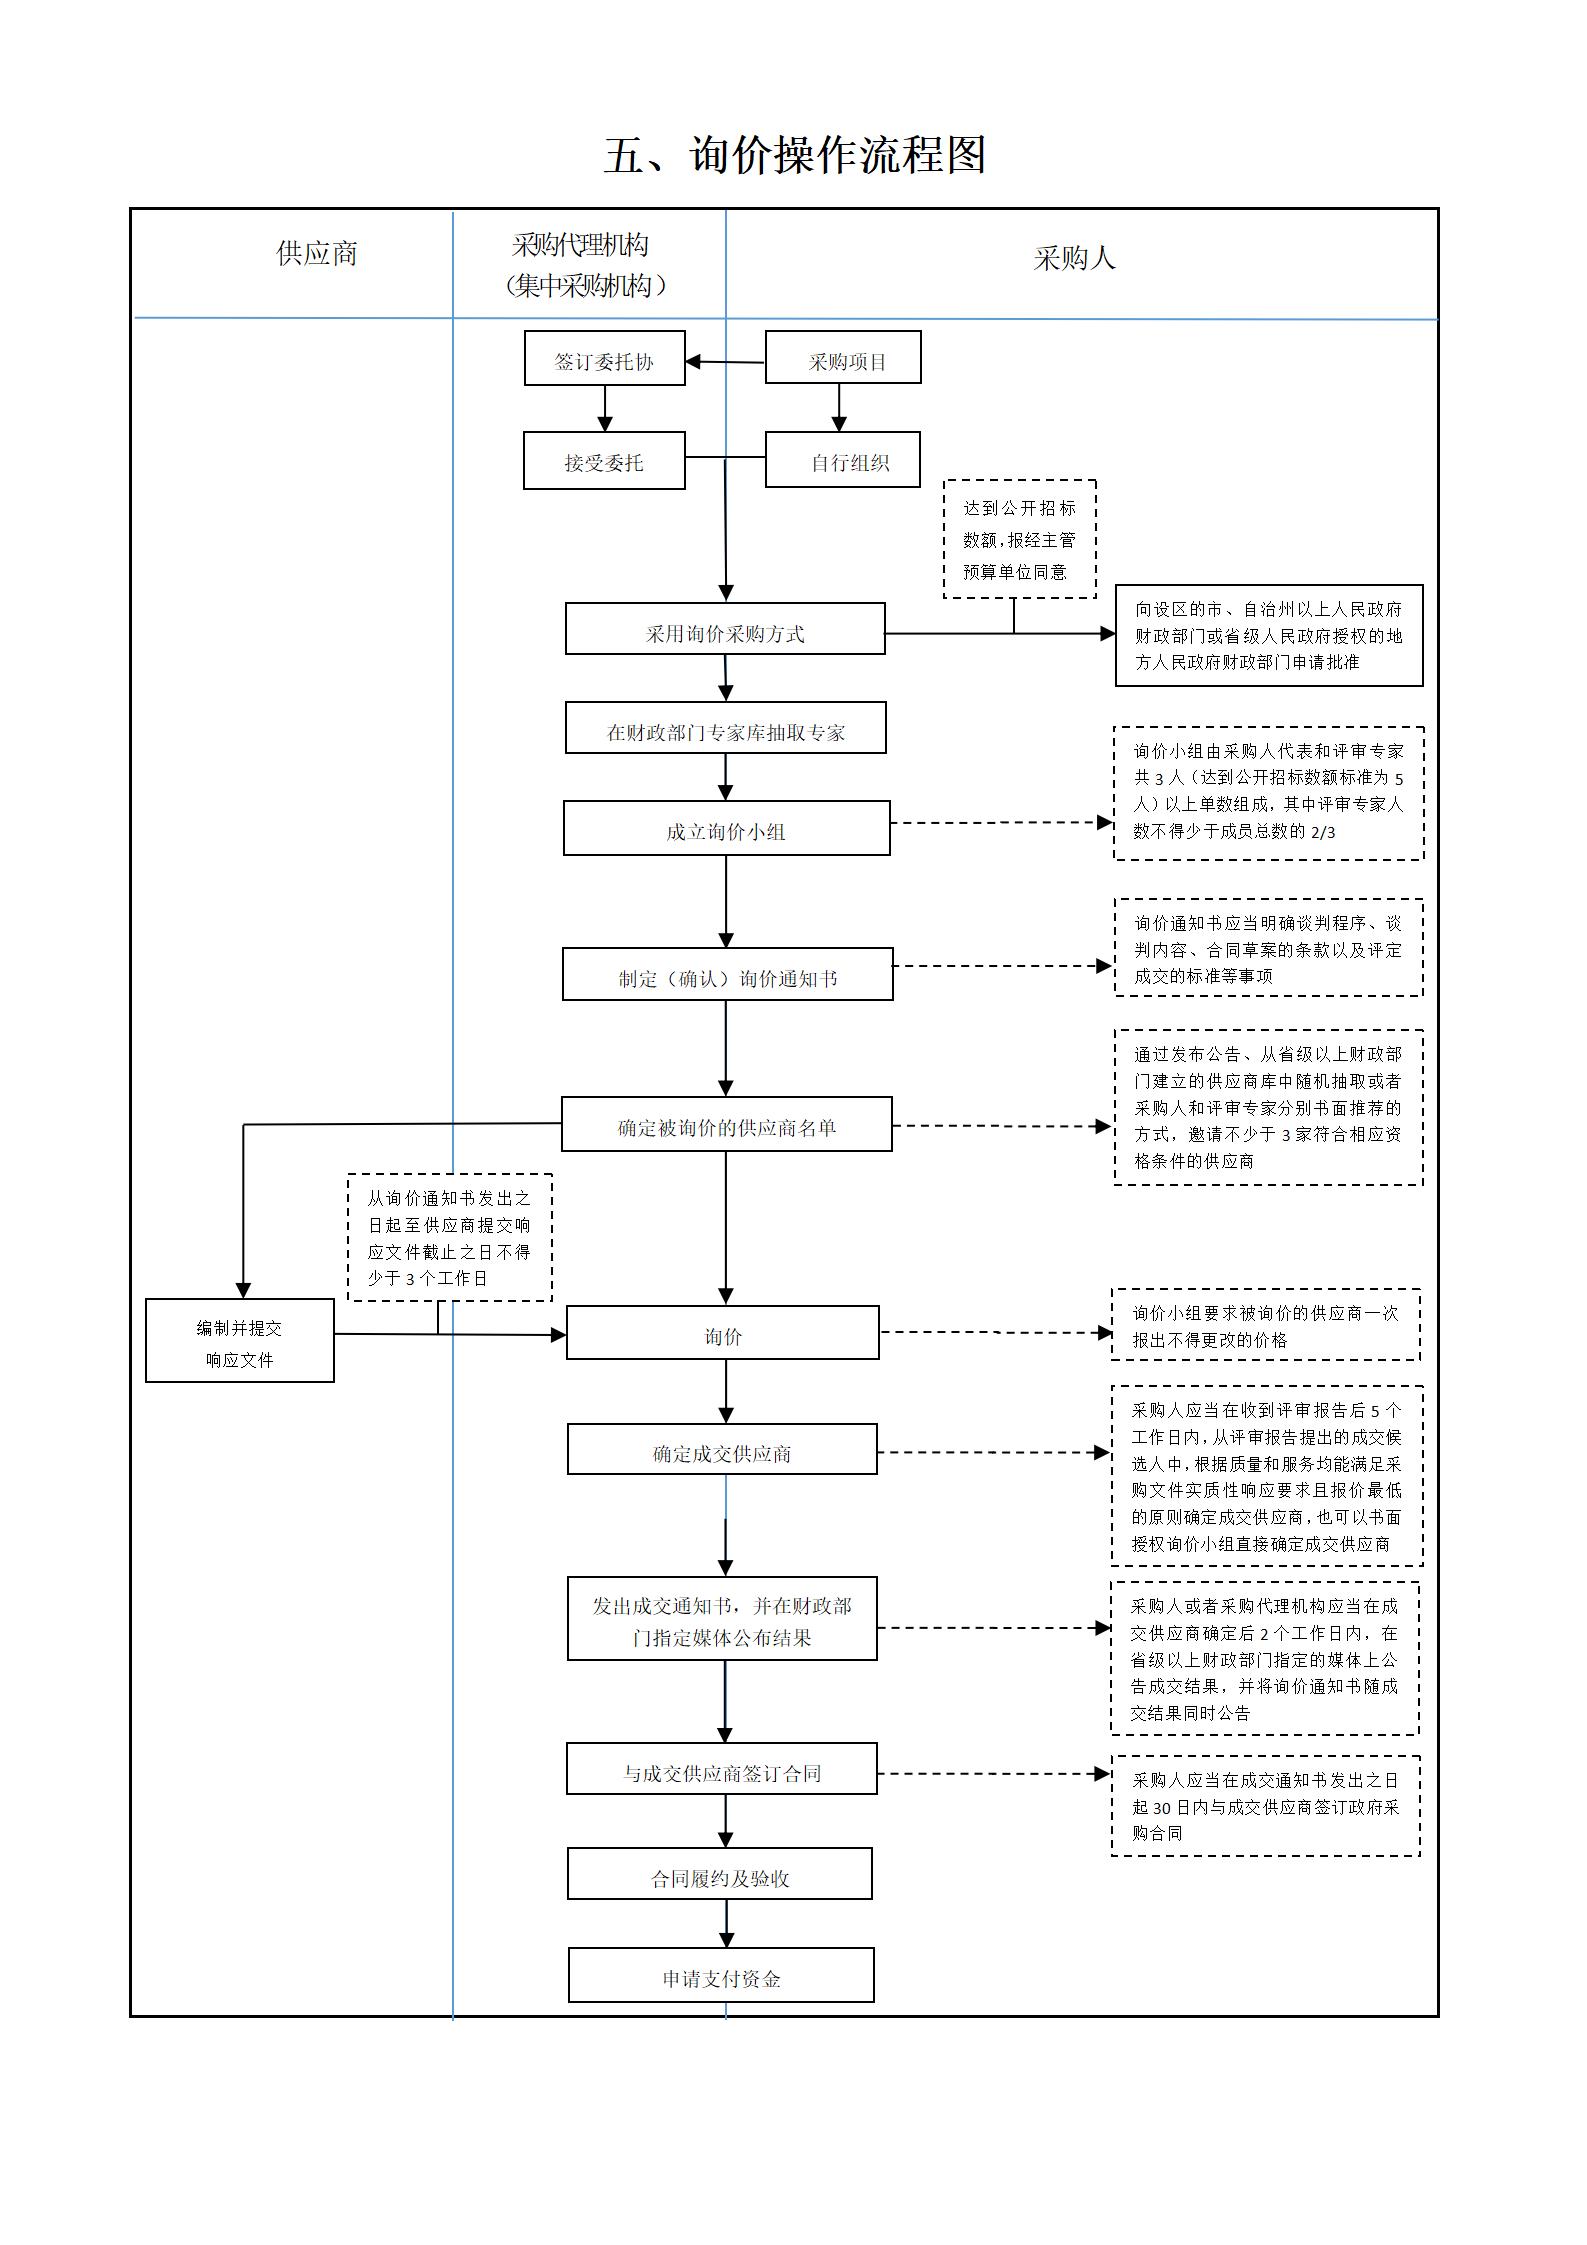 五、询价操作流程图
供应商
采购代理机构
（集中采购机构）
采购人
签订委托协
采购项目
接受委托
自行组织
达到公开招标
数额，报经主管
预算单位同意
采用询价采购方式
向设区的市、自治州以上人民政府
财政部门或省级人民政府授权的地
方人民政府财政部门申请批准
在财政部门专家库抽取专家
询价小组由采购人代表和评审专家
共 3 人（达到公开招标数额标准为 5
人）以上单数组成，其中评审专家人
数不得少于成员总数的 2/3
成立询价小组
询价通知书应当明确谈判程序、谈
判内容、合同草案的条款以及评定
成交的标准等事项
制定（确认）询价通知书
通过发布公告、从省级以上财政部
门建立的供应商库中随机抽取或者
采购人和评审专家分别书面推荐的
方式，邀请不少于 3 家符合相应资
格条件的供应商
确定被询价的供应商名单
从询价通知书发出之
日起至供应商提交响
应文件截止之日不得
少于 3 个工作日
编制并提交
响应文件
询价
询价小组要求被询价的供应商一次
报出不得更改的价格
确定成交供应商
采购人应当在收到评审报告后 5 个
工作日内，从评审报告提出的成交候
选人中，根据质量和服务均能满足采
购文件实质性响应要求且报价最低
的原则确定成交供应商，也可以书面
授权询价小组直接确定成交供应商
发出成交通知书，并在财政部
门指定媒体公布结果
采购人或者采购代理机构应当在成
交供应商确定后 2 个工作日内，在
省级以上财政部门指定的媒体上公
告成交结果，并将询价通知书随成
交结果同时公告
与成交供应商签订合同
采购人应当在成交通知书发出之日
起 30 日内与成交供应商签订政府采
购合同
合同履约及验收
申请支付资金